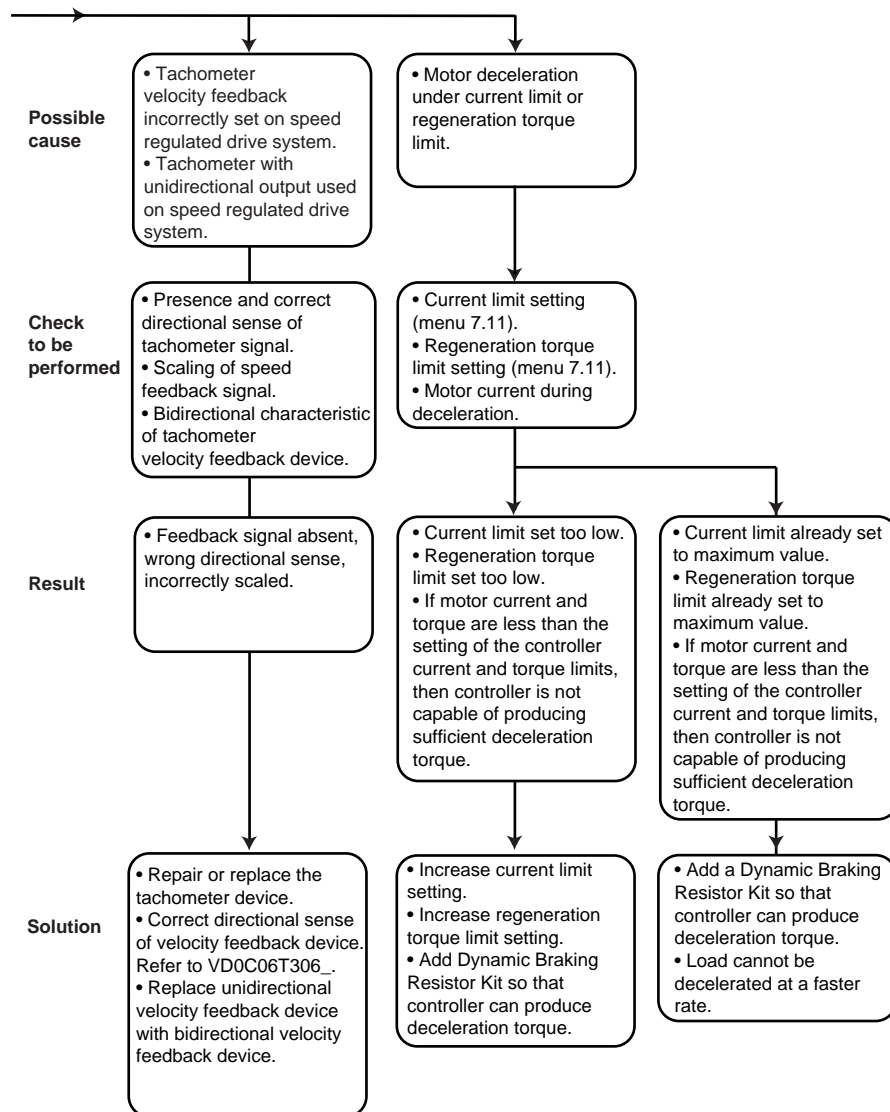 Possible
cause
• Tachometer
velocity feedback
incorrectly set on speed
regulated drive system.
• Tachometer with
unidirectional output used
on speed regulated drive
system.
• Motor deceleration
under current limit or
regeneration torque
limit.
Check
to be
performed
• Presence and correct
directional sense of
tachometer signal.
• Scaling of speed
feedback signal.
• Bidirectional characteristic
of tachometer
velocity feedback device.
• Current limit setting
(menu 7.11).
• Regeneration torque
limit setting (menu 7.11).
• Motor current during
deceleration.
Result
• Feedback signal absent,
wrong directional sense,
incorrectly scaled.
• Current limit set too low.
• Regeneration torque
limit set too low.
• If motor current and
torque are less than the
setting of the controller
current and torque limits,
then controller is not
capable of producing
sufficient deceleration
torque.
• Current limit already set
to maximum value.
• Regeneration torque
limit already set to
maximum value.
• If motor current and
torque are less than the
setting of the controller
current and torque limits,
then controller is not
capable of producing
sufficient deceleration
torque.
Solution
• Repair or replace the
tachometer device.
• Correct directional sense
of velocity feedback device.
Refer to VD0C06T306_.
• Replace unidirectional
velocity feedback device
with bidirectional velocity
feedback device.
• Increase current limit
setting.
• Increase regeneration
torque limit setting.
• Add Dynamic Braking
Resistor Kit so that
controller can produce
deceleration torque.
• Add a Dynamic Braking
Resistor Kit so that
controller can produce
deceleration torque.
• Load cannot be
decelerated at a faster
rate.